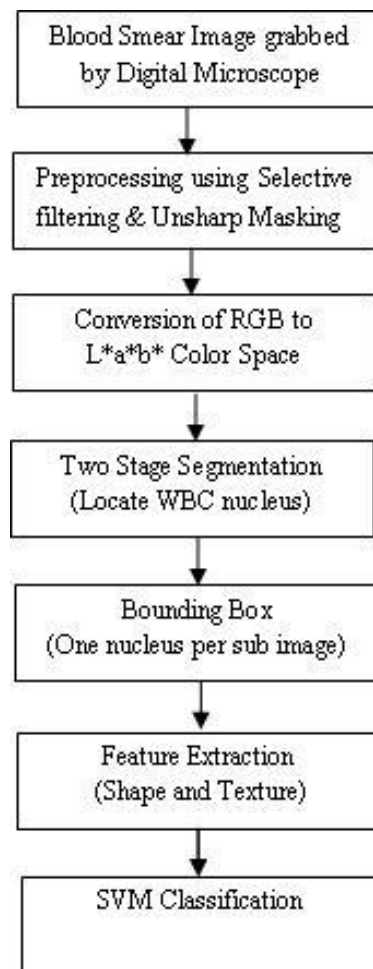 Blood Smear Image grabbed
by Digital Microscope
Preprocessing using Selective
filtering & Unsharp Masking
Conversion of RGB to
L*a*b* Color Space
Two Stage Segmentation
(Locate WBC nucleus)
Bounding Box
(One nucleus per sub image)
Feature Extraction
(Shape and Texture)
SVM Classification